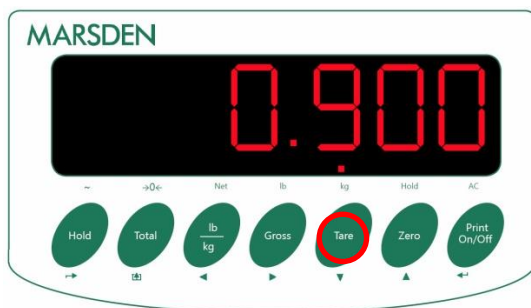 MARSDEN
0.900
~ →0← Net lb kg Hold AC
Hold Total lb/kg Gross Tare Zero Print On/Off